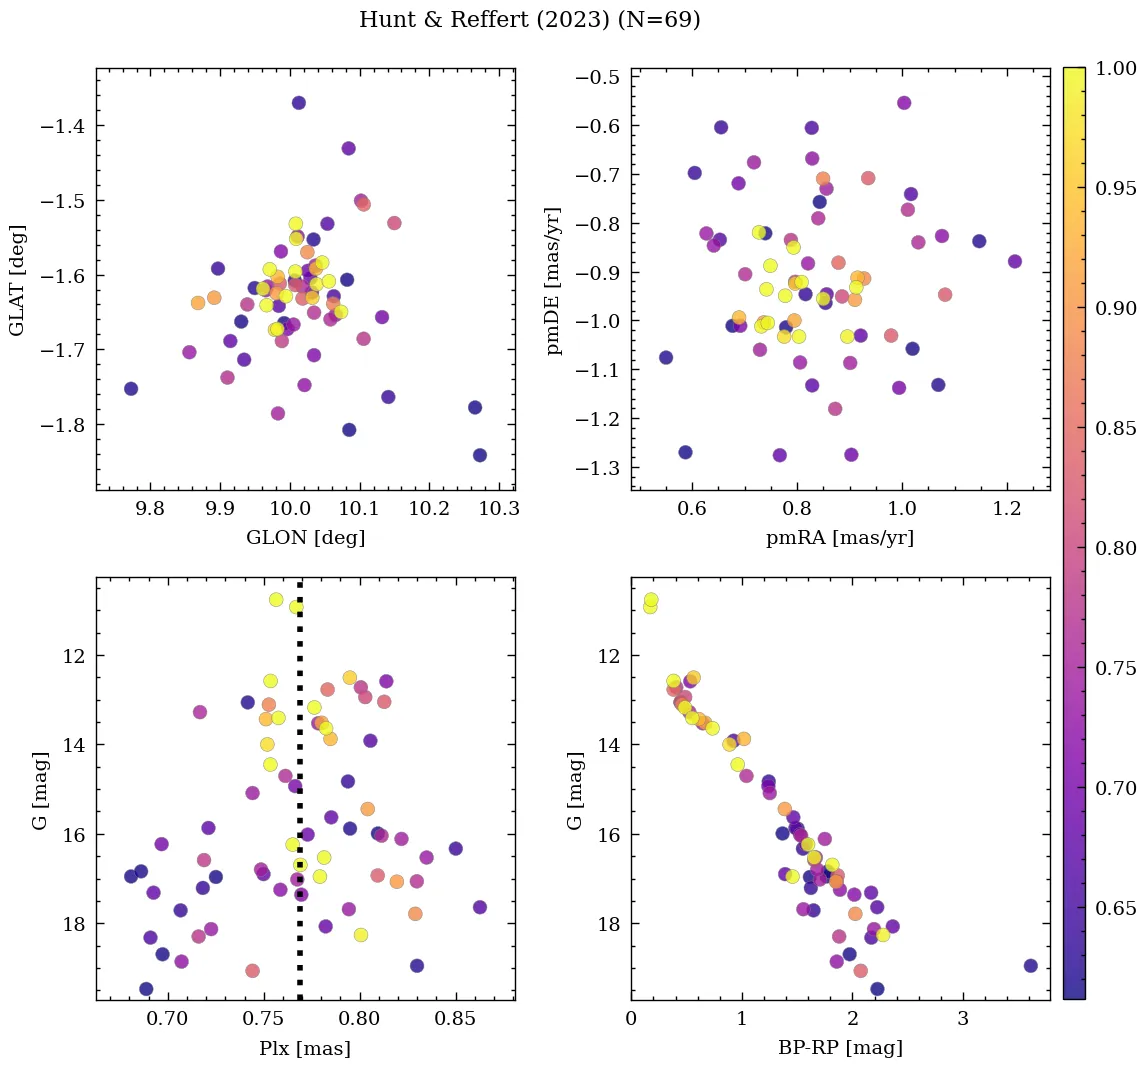 Hunt & Reffert (2023) (N=69)
−1.4
−1.5
−1.6
−1.7
−1.8
GLAT [deg]
9.8 9.9 10.0 10.1 10.2 10.3
GLON [deg]
−0.5
−0.6
−0.7
−0.8
−0.9
−1.0
−1.1
−1.2
−1.3
pmDE [mas/yr]
0.6 0.8 1.0 1.2
pmRA [mas/yr]
12
14
16
18
G [mag]
0.70 0.75 0.80 0.85
Plx [mas]
12
14
16
18
G [mag]
0 1 2 3
BP-RP [mag]
1.00
0.95
0.90
0.85
0.80
0.75
0.70
0.65